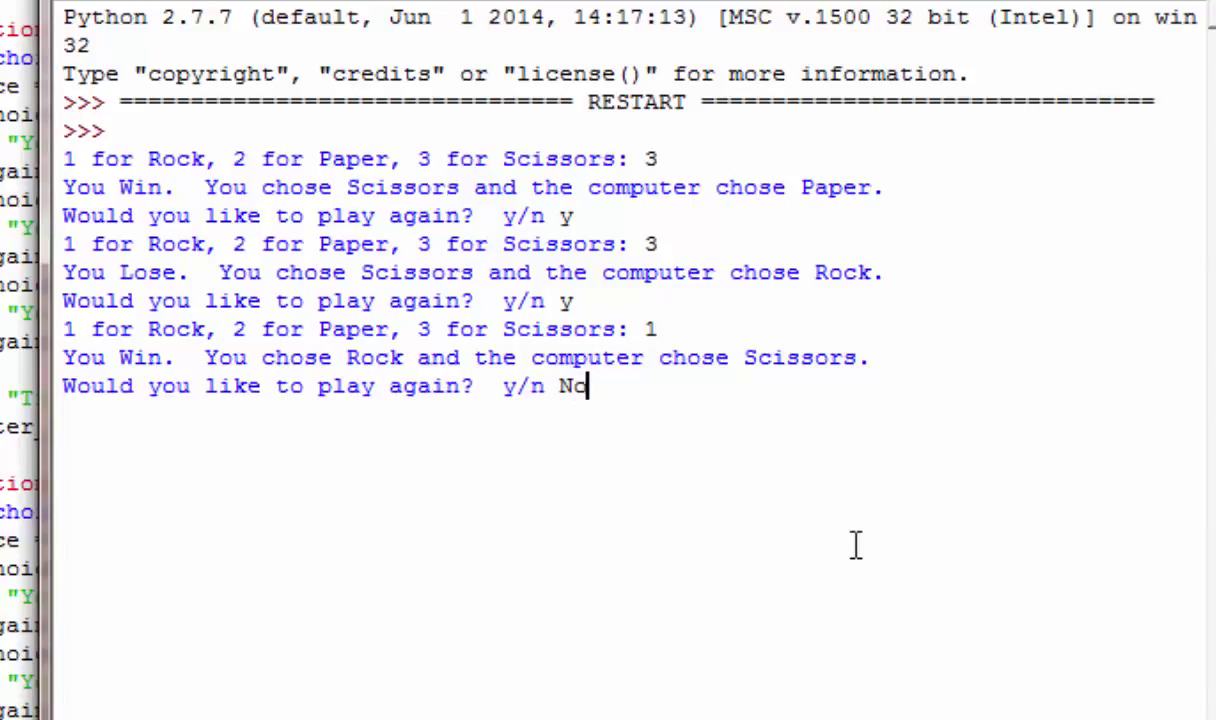 Python 2.7.7 (default, Jun  1 2014, 14:17:13) [MSC v.1500 32 bit (Intel)] on win
32
Type "copyright", "credits" or "license()" for more information.
>>> ================================ RESTART ================================
>>>
1 for Rock, 2 for Paper, 3 for Scissors: 3
You Win.  You chose Scissors and the computer chose Paper.
Would you like to play again?  y/n y
1 for Rock, 2 for Paper, 3 for Scissors: 3
You Lose.  You chose Scissors and the computer chose Rock.
Would you like to play again?  y/n y
1 for Rock, 2 for Paper, 3 for Scissors: 1
You Win.  You chose Rock and the computer chose Scissors.
Would you like to play again?  y/n No